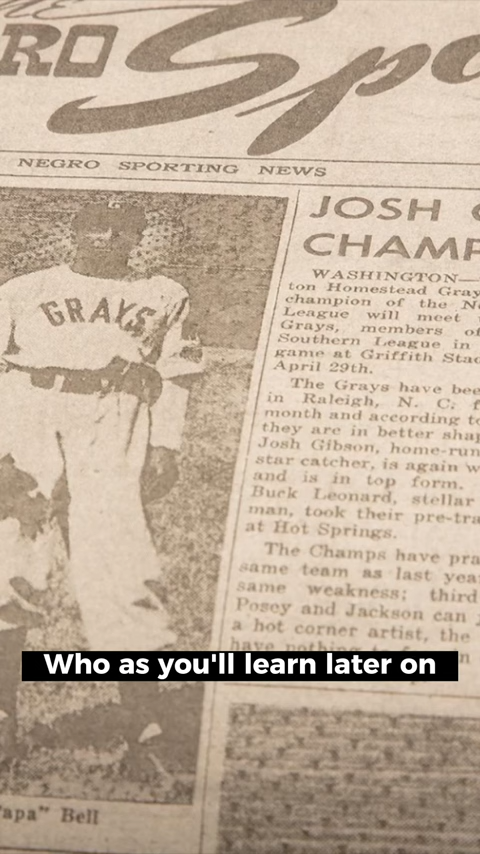 RO Spo
NEGRO SPORTING NEWS
GRAYS
JOSH
CHAMP
WASHINGTON—
ton Homestead Gray
champion of the Ne
League will meet
Grays, members of
Southern League in
game at Griffith Stad
April 29th.
The Grays have bee
in Raleigh, N. C. f
month and according to
they are in better shap
Josh Gibson, home-run
star catcher, is again w
and is in top form.
Buck Leonard, stellar
man, took their pre-tra
at Hot Springs.
The Champs have pra
same team as last yea
same weakness; third
Posey and Jackson can
a hot corner artist, the
have nothing
Who as you'll learn later on
"apa" Bell